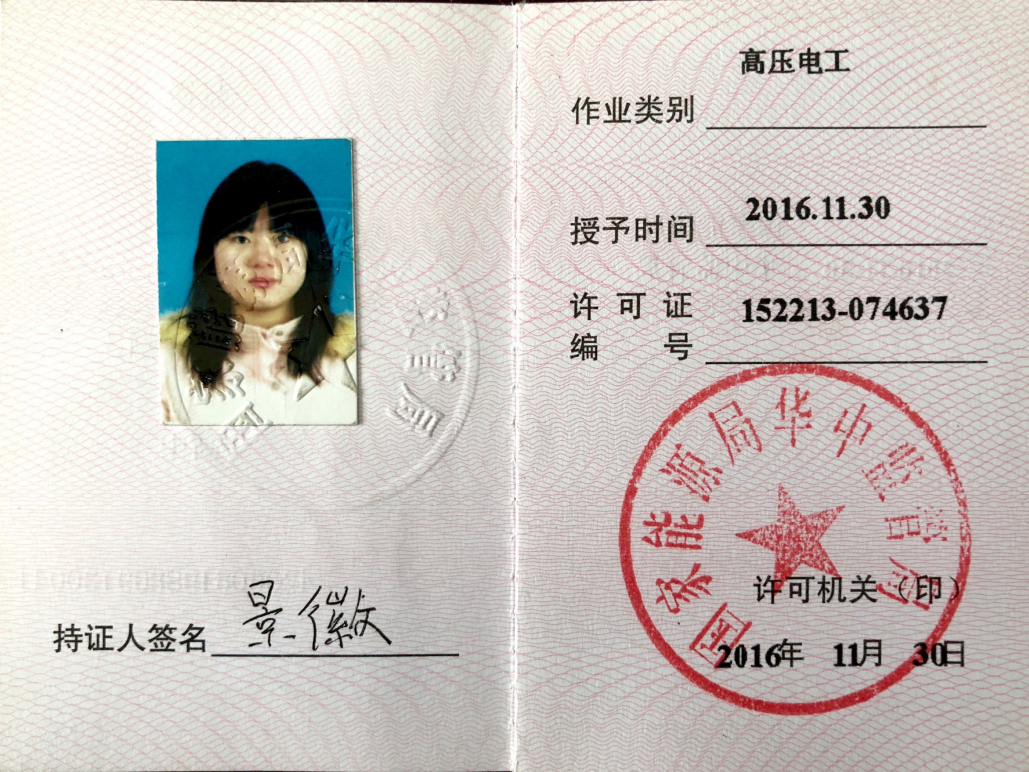 持证人签名 景徽
高压电工
作业类别
2016.11.30
授予时间
许可证
152213-074637
编号
国家能源局华中监管局
许可机关（印）
2016年 11月 30日